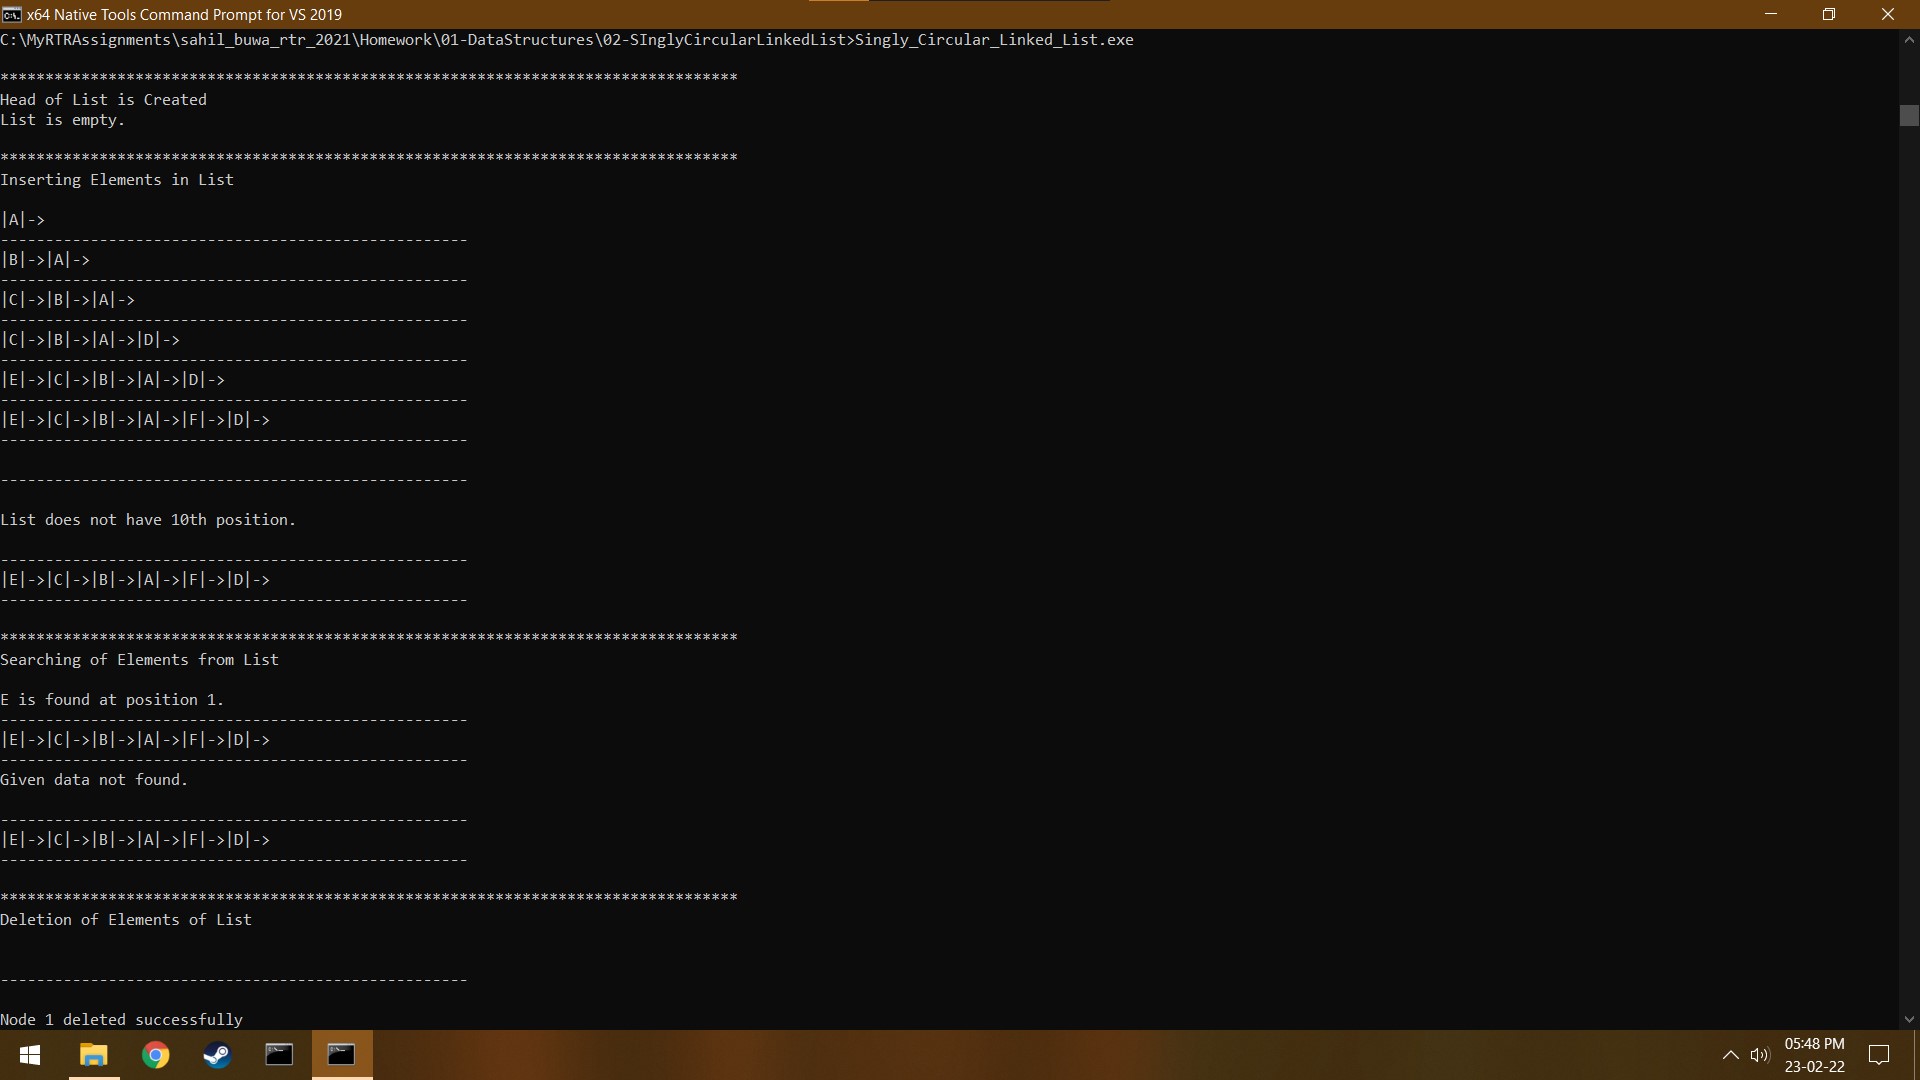 x64 Native Tools Command Prompt for VS 2019
C:\MyRTRAssignments\sahil_buwa_rtr_2021\Homework\01-DataStructures\02-SInglyCircularLinkedList>Singly_Circular_Linked_List.exe
**********************************************************************************
Head of List is Created
List is empty.
**********************************************************************************
Inserting Elements in List
|A|->
----------------------------------------------------
|B|->|A|->
----------------------------------------------------
|C|->|B|->|A|->
----------------------------------------------------
|C|->|B|->|A|->|D|->
----------------------------------------------------
|E|->|C|->|B|->|A|->|D|->
----------------------------------------------------
|E|->|C|->|B|->|A|->|F|->|D|->
----------------------------------------------------
----------------------------------------------------
List does not have 10th position.
----------------------------------------------------
|E|->|C|->|B|->|A|->|F|->|D|->
----------------------------------------------------
**********************************************************************************
Searching of Elements from List
E is found at position 1.
----------------------------------------------------
|E|->|C|->|B|->|A|->|F|->|D|->
----------------------------------------------------
Given data not found.
----------------------------------------------------
|E|->|C|->|B|->|A|->|F|->|D|->
----------------------------------------------------
**********************************************************************************
Deletion of Elements of List
----------------------------------------------------
Node 1 deleted successfully
05:48 PM
23-02-22